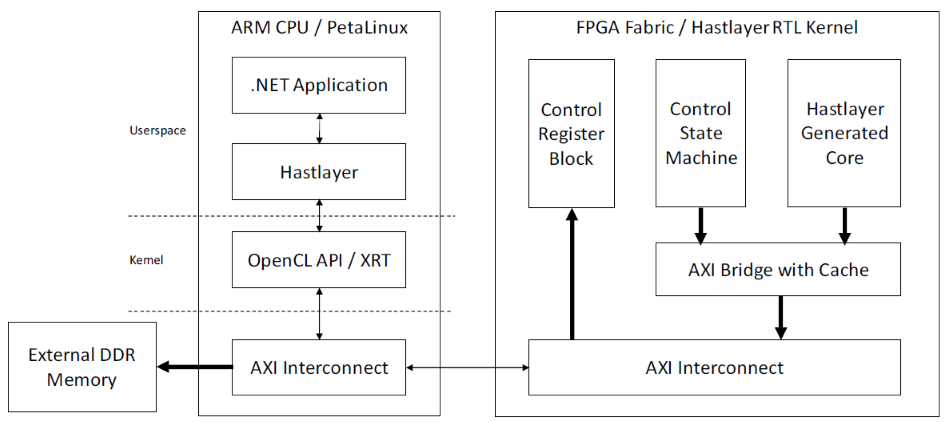 ARM CPU / PetaLinux
.NET Application
Userspace
Hastlayer
Kernel
OpenCL API / XRT
External DDR
Memory
AXI Interconnect
FPGA Fabric / Hastlayer RTL Kernel
Control
Register
Block
Control
State
Machine
Hastlayer
Generated
Core
AXI Bridge with Cache
AXI Interconnect